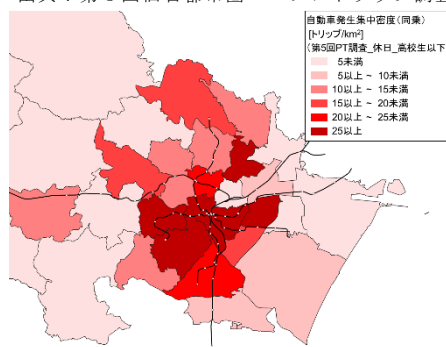 自動車発生集中密度(同乗)
[トリップ/km²]
(第5回PT調査_休日_高校生以下
5未満
5以上 ~ 10未満
10以上 ~ 15未満
15以上 ~ 20未満
20以上 ~ 25未満
25以上